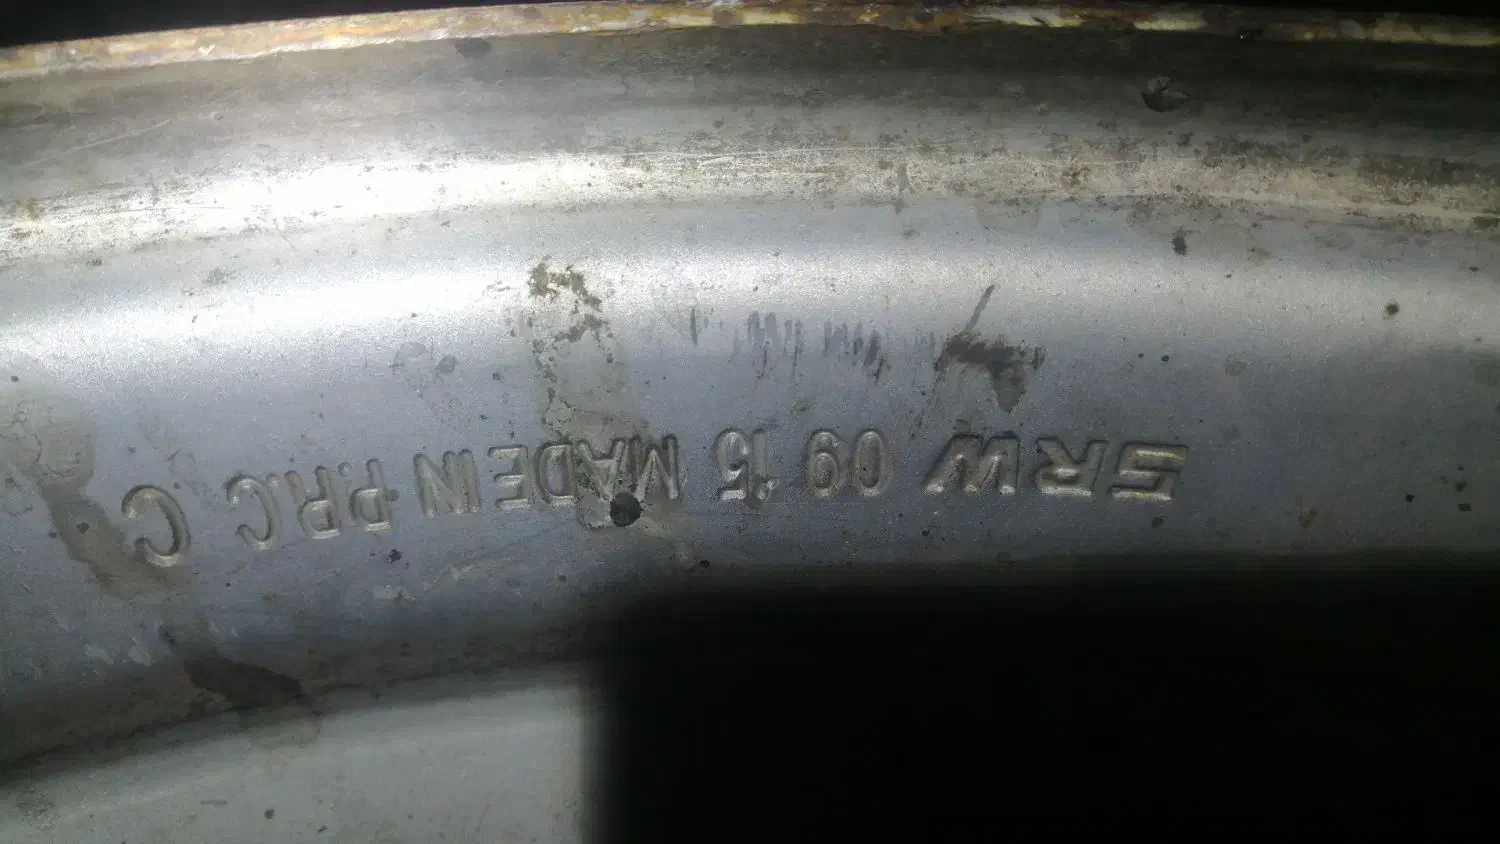 SRW 09 15 MADE IN P.R.C C